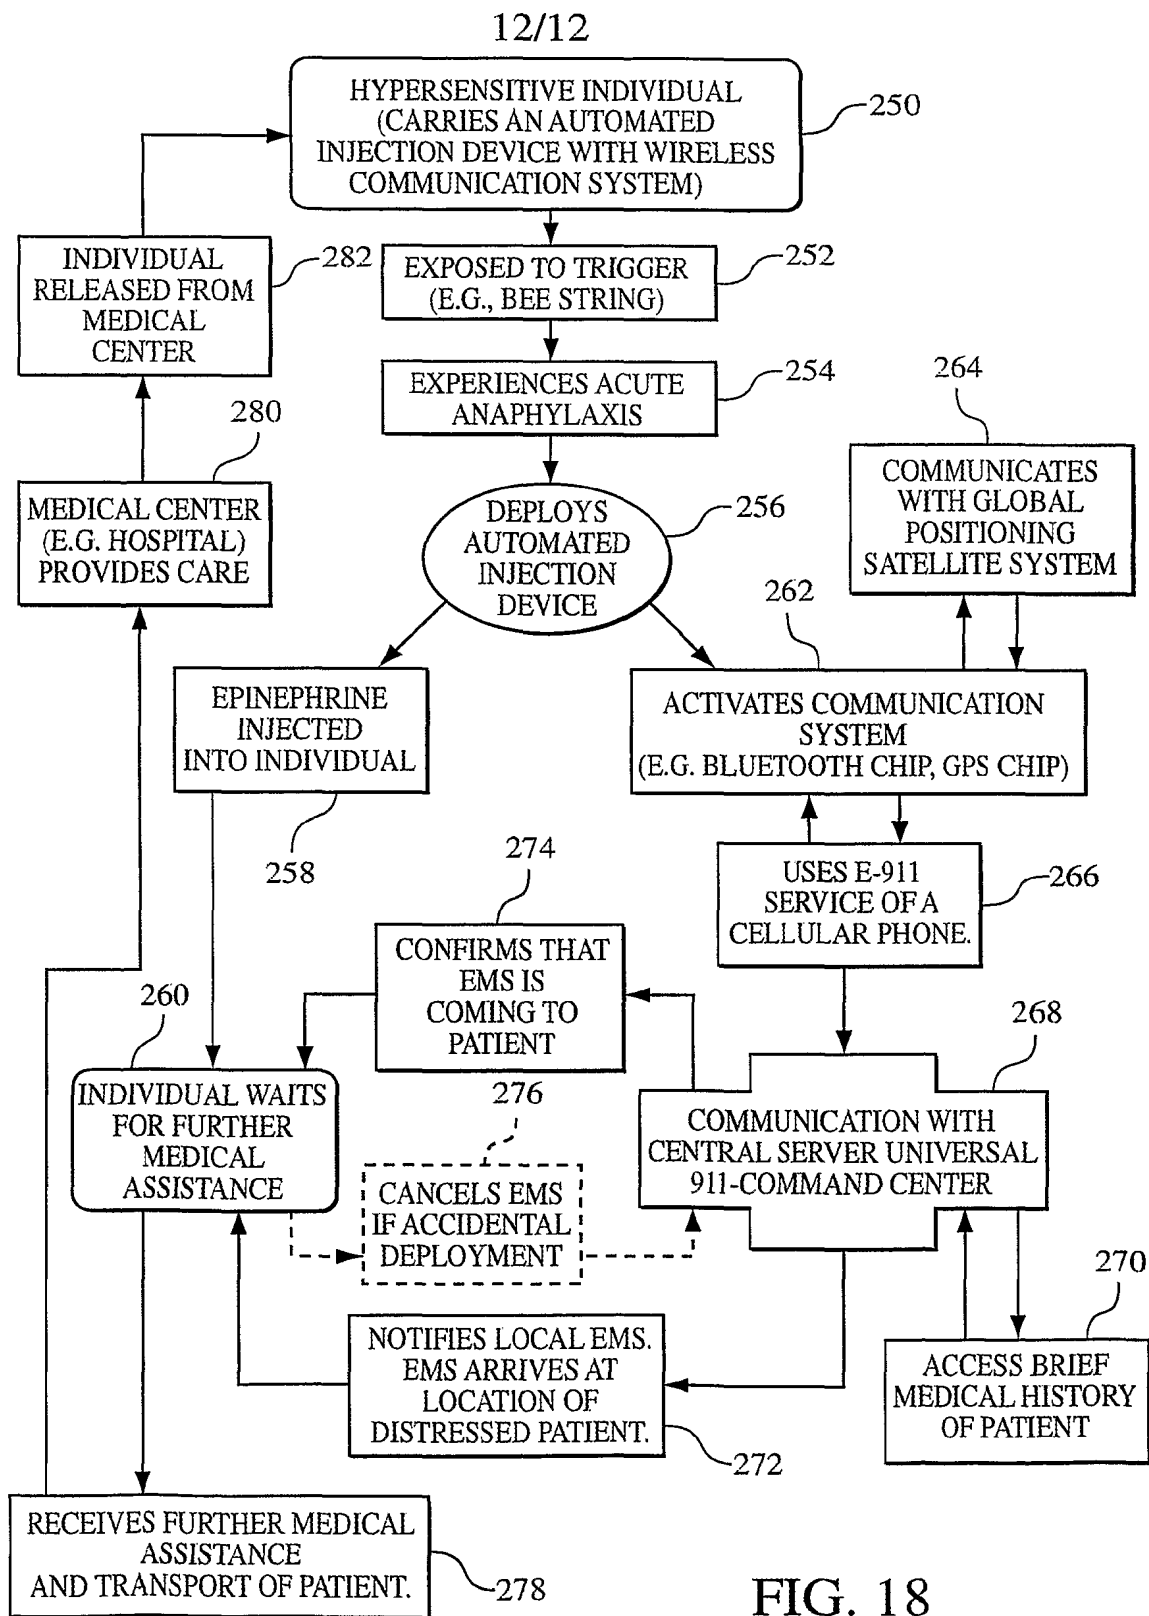 12/12
HYPERSENSITIVE INDIVIDUAL
(CARRIES AN AUTOMATED
INJECTION DEVICE WITH WIRELESS
COMMUNICATION SYSTEM)
250
INDIVIDUAL
RELEASED FROM
MEDICAL
CENTER
282
EXPOSED TO TRIGGER
(E.G., BEE STRING)
252
EXPERIENCES ACUTE
ANAPHYLAXIS
254
264
280
COMMUNICATES
WITH GLOBAL
POSITIONING
SATELLITE SYSTEM
MEDICAL CENTER
(E.G. HOSPITAL)
PROVIDES CARE
DEPLOYS
AUTOMATED
INJECTION
DEVICE
256
262
EPINEPHRINE
INJECTED
INTO INDIVIDUAL
258
ACTIVATES COMMUNICATION
SYSTEM
(E.G. BLUETOOTH CHIP, GPS CHIP)
274
USES E-911
SERVICE OF A
CELLULAR PHONE.
266
CONFIRMS THAT
EMS IS
COMING TO
PATIENT
260
268
INDIVIDUAL WAITS
FOR FURTHER
MEDICAL
ASSISTANCE
276
CANCELS EMS
IF ACCIDENTAL
DEPLOYMENT
COMMUNICATION WITH
CENTRAL SERVER UNIVERSAL
911-COMMAND CENTER
270
NOTIFIES LOCAL EMS.
EMS ARRIVES AT
LOCATION OF
DISTRESSED PATIENT.
272
ACCESS BRIEF
MEDICAL HISTORY
OF PATIENT
RECEIVES FURTHER MEDICAL
ASSISTANCE
AND TRANSPORT OF PATIENT.
278
FIG. 18